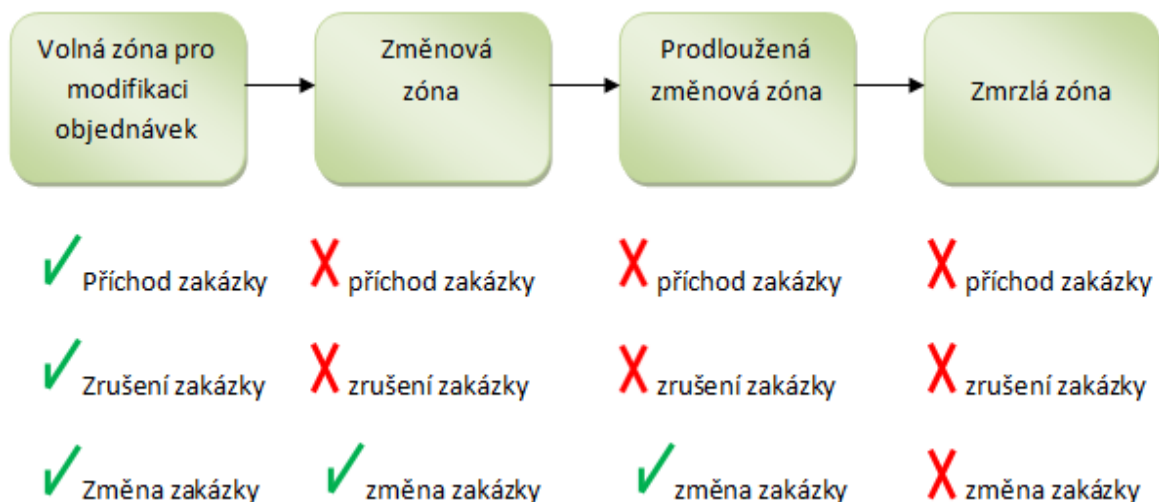 Volná zóna pro
modifikaci
objednávek
Změnová
zóna
Prodloužená
změnová zóna
Zmrzlá zóna
Příchod zakázky
příchod zakázky
příchod zakázky
příchod zakázky
Zrušení zakázky
zrušení zakázky
zrušení zakázky
zrušení zakázky
Změna zakázky
změna zakázky
změna zakázky
změna zakázky